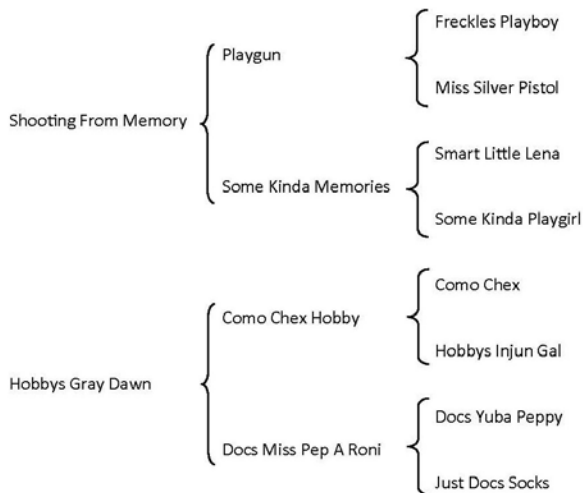 Freckles Playboy
Playgun
Miss Silver Pistol
Shooting From Memory
Smart Little Lena
Some Kinda Memories
Some Kinda Playgirl
Como Chex
Como Chex Hobby
Hobbys Injun Gal
Hobbys Gray Dawn
Docs Yuba Peppy
Docs Miss Pep A Roni
Just Docs Socks